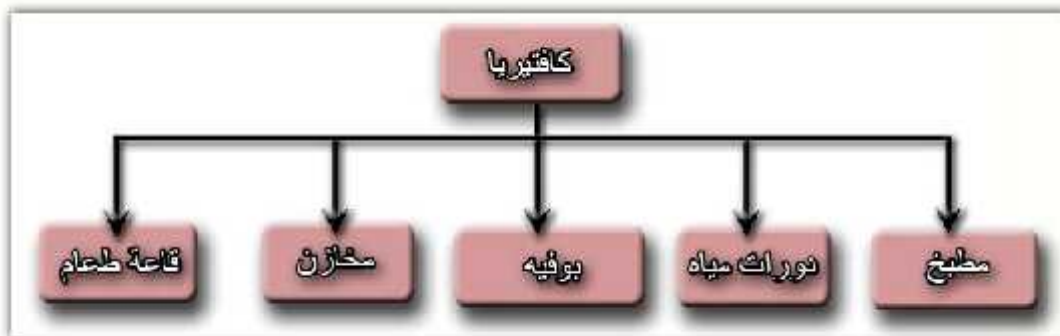 كافتيريا
مطبخ
دورات مياه
بوفيه
مخازن
قاعة طعام